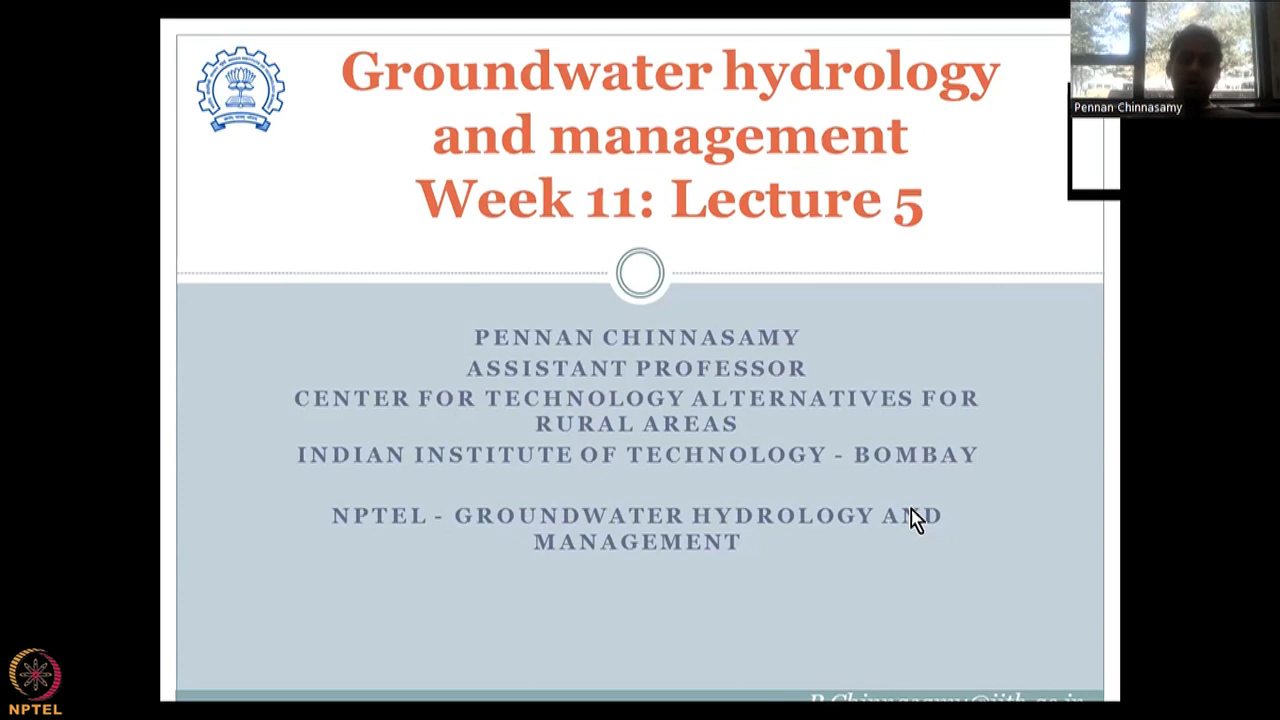 Groundwater hydrology
and management
Week 11: Lecture 5
Pennan Chinnasamy
PENNAN CHINNASAMY
ASSISTANT PROFESSOR
CENTER FOR TECHNOLOGY ALTERNATIVES FOR
RURAL AREAS
INDIAN INSTITUTE OF TECHNOLOGY - BOMBAY
NPTEL - GROUNDWATER HYDROLOGY AND
MANAGEMENT
NPTEL